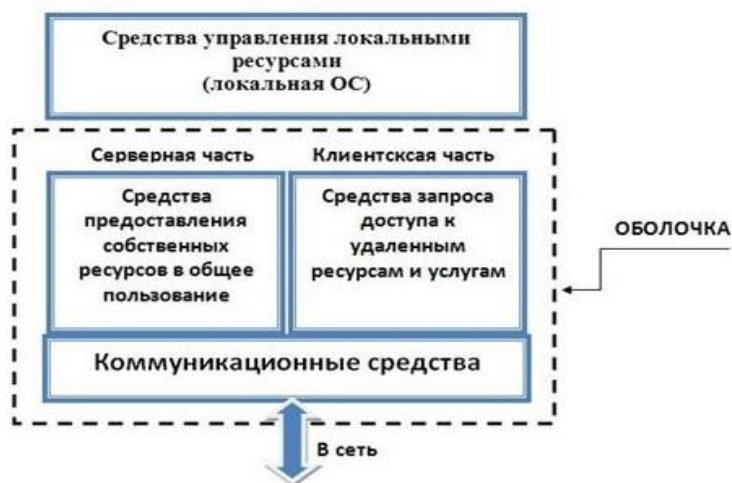 Средства управления локальными
ресурсами
(локальная ОС)
Серверная часть
Клиентсксая часть
Средства
предоставления
собственных
ресурсов в общее
пользование
Средства запроса
доступа к
удаленным
ресурсам и услугам
ОБОЛОЧКА
Коммуникационные средства
В сеть